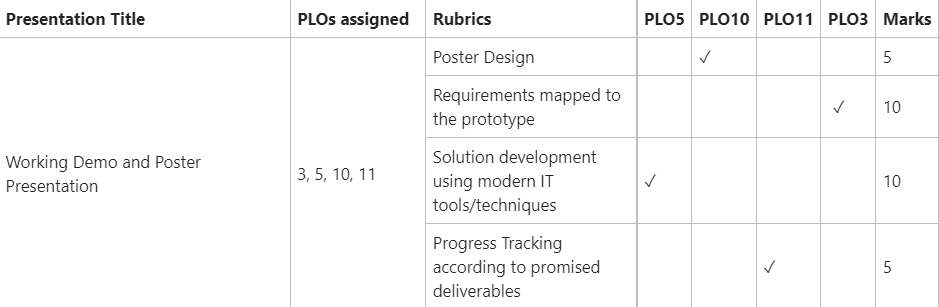 Presentation Title PLOs assigned Rubrics PLO5 PLO10 PLO11 PLO3 Marks
Poster Design ✓ 5
Requirements mapped to
the prototype ✓ 10
Working Demo and Poster
Presentation
3, 5, 10, 11
Solution development
using modern IT
tools/techniques
✓ 10
Progress Tracking
according to promised
deliverables
✓ 5